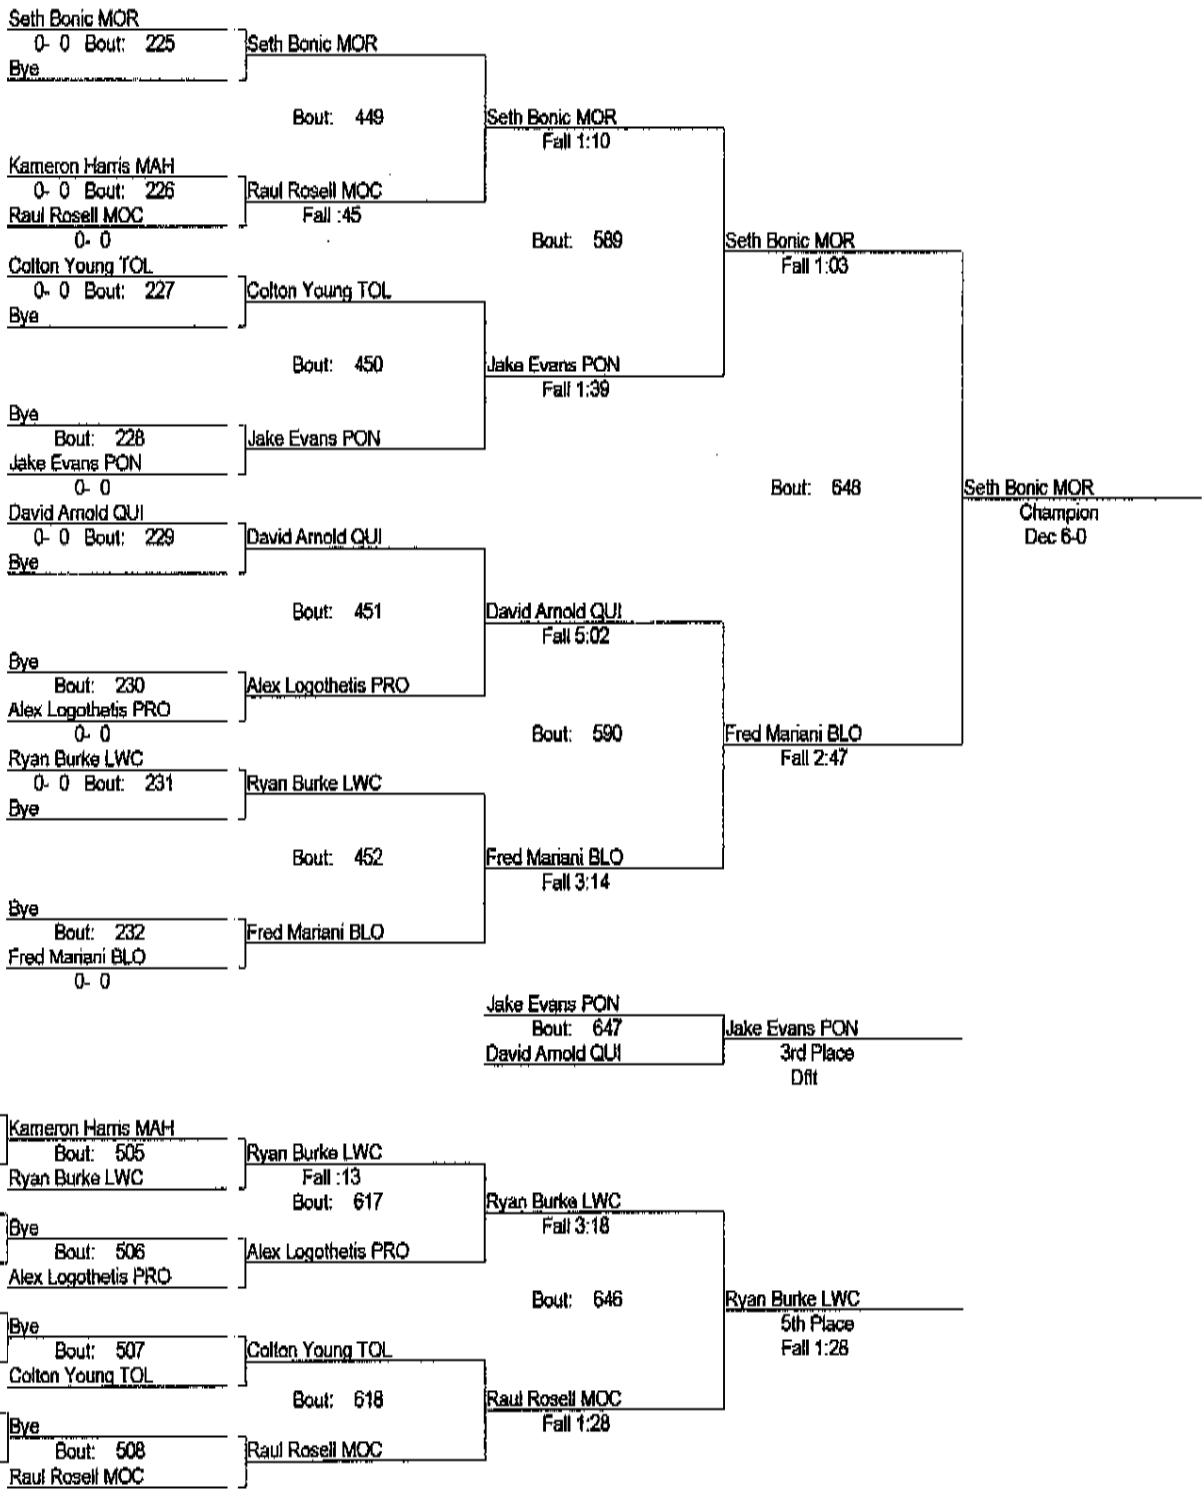 Seth Bonic MOR
0- 0 Bout: 225
Seth Bonic MOR
Bye
Bout: 449
Seth Bonic MOR
Fall 1:10
Kameron Harris MAH
0- 0 Bout: 226
Raul Rosell MOC
Raul Rosell MOC
Fall :45
0- 0
Bout: 589
Seth Bonic MOR
Fall 1:03
Colton Young TOL
0- 0 Bout: 227
Colton Young TOL
Bye
Bout: 450
Jake Evans PON
Fall 1:39
Bye
Bout: 228
Jake Evans PON
Jake Evans PON
0- 0
Bout: 648
Seth Bonic MOR
Champion
Dec 6-0
David Arnold QUI
0- 0 Bout: 229
David Arnold QUI
Bye
Bout: 451
David Arnold QUI
Fall 5:02
Bye
Bout: 230
Alex Logothetis PRO
Alex Logothetis PRO
0- 0
Bout: 590
Fred Mariani BLO
Fall 2:47
Ryan Burke LWC
0- 0 Bout: 231
Ryan Burke LWC
Bye
Bout: 452
Fred Mariani BLO
Fall 3:14
Bye
Bout: 232
Fred Mariani BLO
Fred Mariani BLO
0- 0
Jake Evans PON
Bout: 647
Jake Evans PON
David Arnold QUI
3rd Place
Dflt
Kameron Harris MAH
Bout: 505
Ryan Burke LWC
Ryan Burke LWC
Fall :13
Bout: 617
Ryan Burke LWC
Fall 3:18
Bye
Bout: 506
Alex Logothetis PRO
Alex Logothetis PRO
Bout: 646
Ryan Burke LWC
5th Place
Fall 1:28
Bye
Bout: 507
Colton Young TOL
Colton Young TOL
Bout: 618
Raul Rosell MOC
Fall 1:28
Bye
Bout: 508
Raul Rosell MOC
Raul Rosell MOC